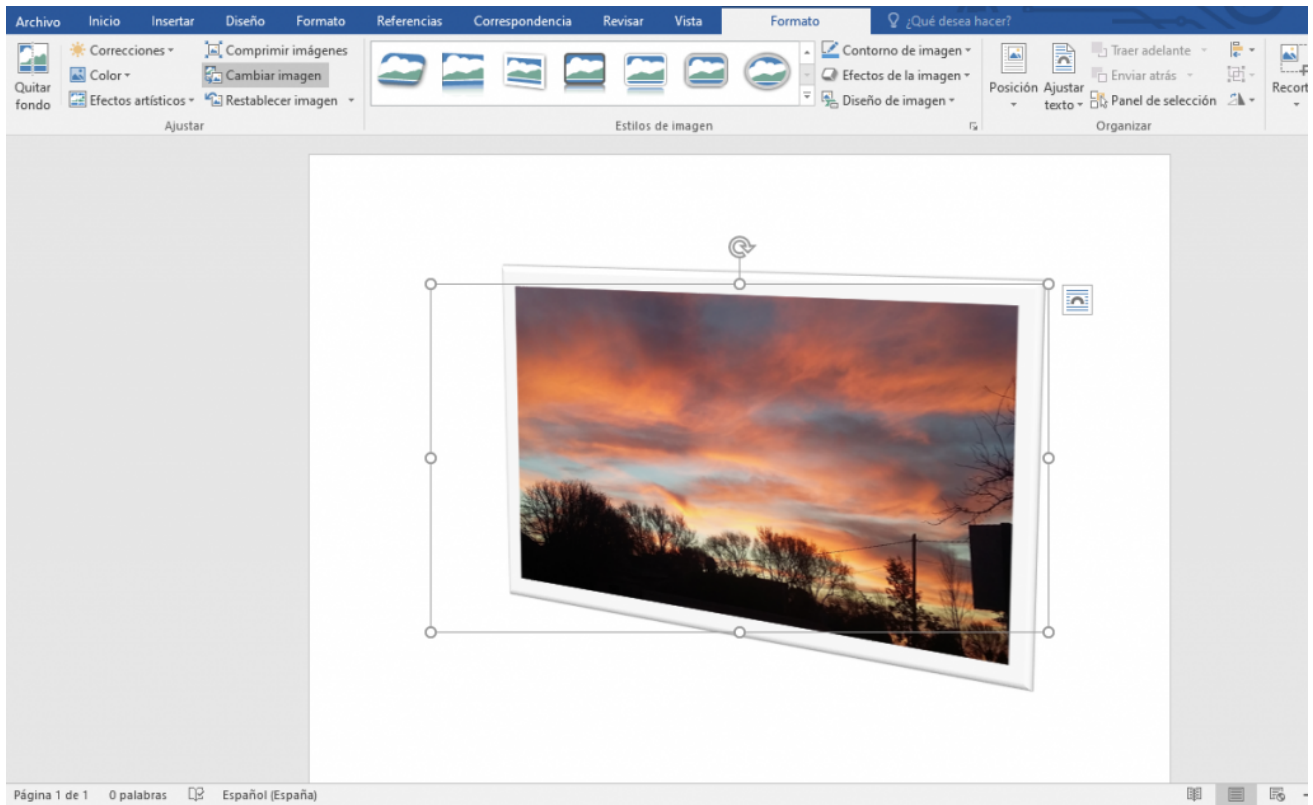 Archivo Inicio Insertar Diseño Formato Referencias Correspondencia Revisar Vista Formato ¿Qué desea hacer?
Quitar fondo
Correcciones
Color
Efectos artísticos
Comprimir imágenes
Cambiar imagen
Restablecer imagen
Ajustar
Estilos de imagen
Contorno de imagen
Efectos de la imagen
Diseño de imagen
Posición
Ajustar texto
Traer adelante
Enviar atrás
Panel de selección
Organizar
Recort
Página 1 de 1 0 palabras Español (España)